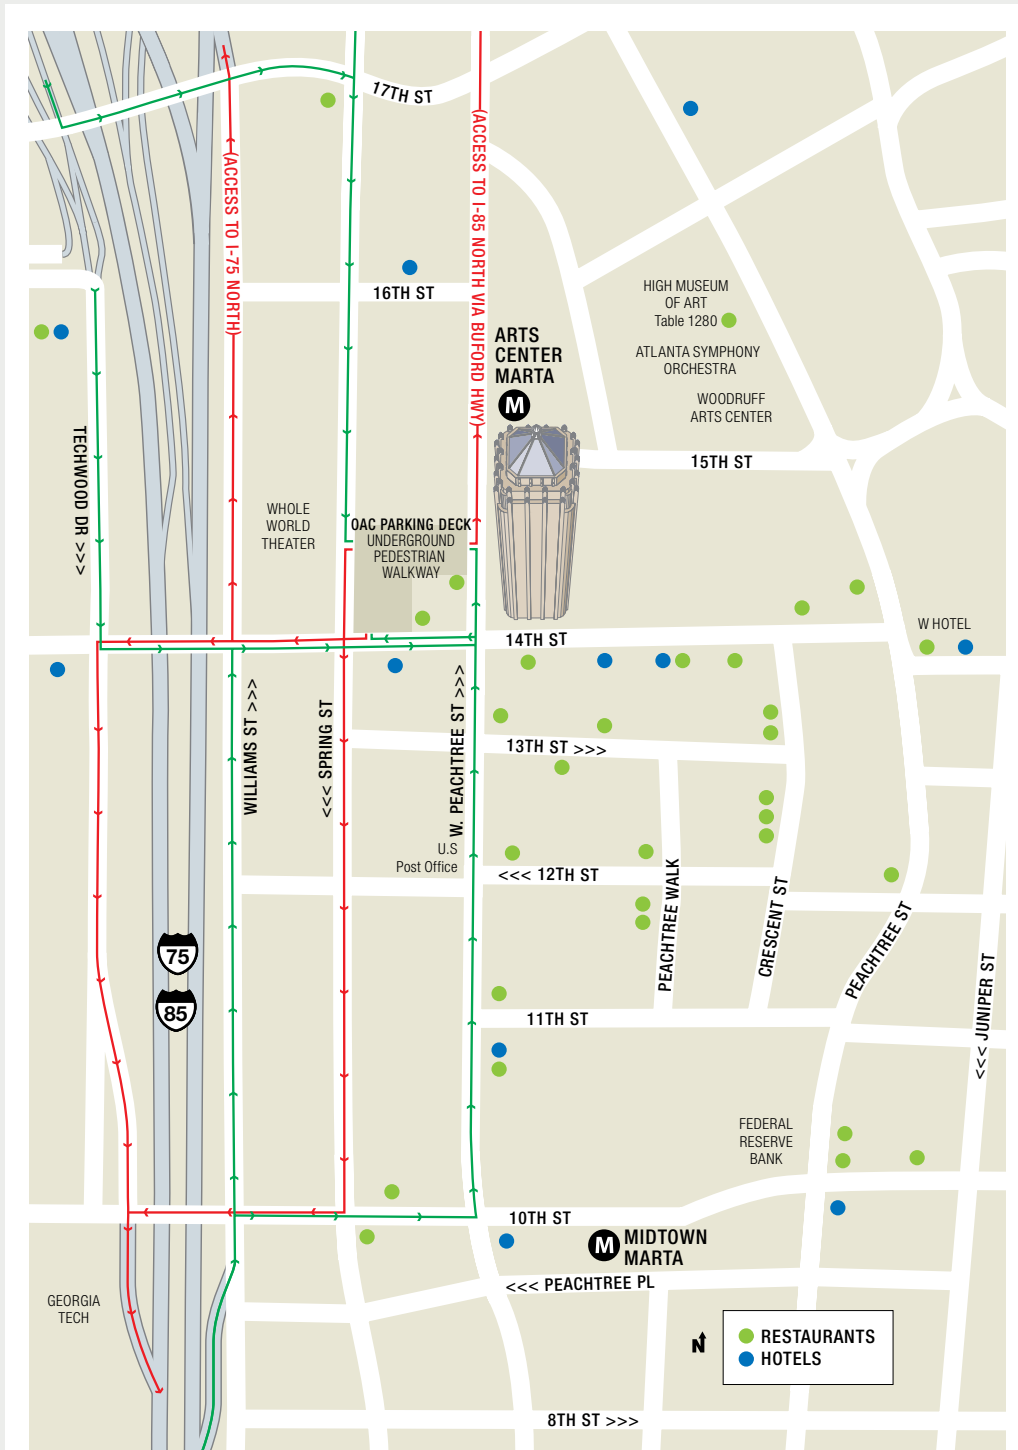 17TH ST
(ACCESS TO I-75 NORTH)
(ACCESS TO I-85 NORTH VIA BUFORD HWY)
16TH ST
HIGH MUSEUM
OF ART
Table 1280
ARTS
CENTER
MARTA
M
ATLANTA SYMPHONY
ORCHESTRA
WOODRUFF
ARTS CENTER
15TH ST
TECHWOOD DR >>>
WHOLE
WORLD
THEATER
OAC PARKING DECK
UNDERGROUND
PEDESTRIAN
WALKWAY
14TH ST
W HOTEL
WILLIAMS ST >>>
<<< SPRING ST
W. PEACHTREE ST >>>
13TH ST >>>
U.S
Post Office
<<< 12TH ST
PEACHTREE WALK
CRESCENT ST
PEACHTREE ST
<<< JUNIPER ST
75
85
11TH ST
FEDERAL
RESERVE
BANK
10TH ST
M
MIDTOWN
MARTA
<<< PEACHTREE PL
GEORGIA
TECH
N
RESTAURANTS
HOTELS
8TH ST >>>